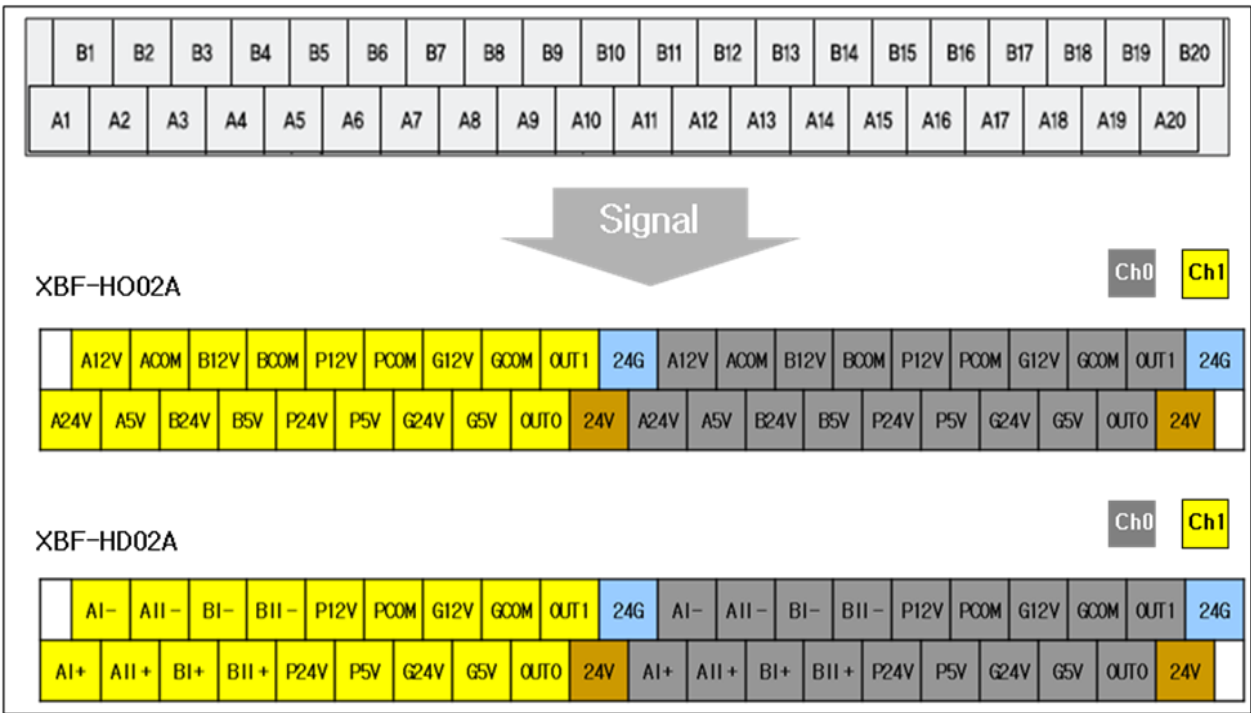 B1 B2 B3 B4 B5 B6 B7 B8 B9 B10 B11 B12 B13 B14 B15 B16 B17 B18 B19 B20
A1 A2 A3 A4 A5 A6 A7 A8 A9 A10 A11 A12 A13 A14 A15 A16 A17 A18 A19 A20
Signal
XBF-HO02A Ch0 Ch1
A12V ACOM B12V BCOM P12V PCOM G12V GCOM OUT1 24G A12V ACOM B12V BCOM P12V PCOM G12V GCOM OUT1 24G
A24V A5V B24V B5V P24V P5V G24V G5V OUT0 24V A24V A5V B24V B5V P24V P5V G24V G5V OUT0 24V
XBF-HD02A Ch0 Ch1
AI- AII- BI- BII- P12V PCOM G12V GCOM OUT1 24G AI- AII- BI- BII- P12V PCOM G12V GCOM OUT1 24G
AI+ AII+ BI+ BII+ P24V P5V G24V G5V OUT0 24V AI+ AII+ BI+ BII+ P24V P5V G24V G5V OUT0 24V